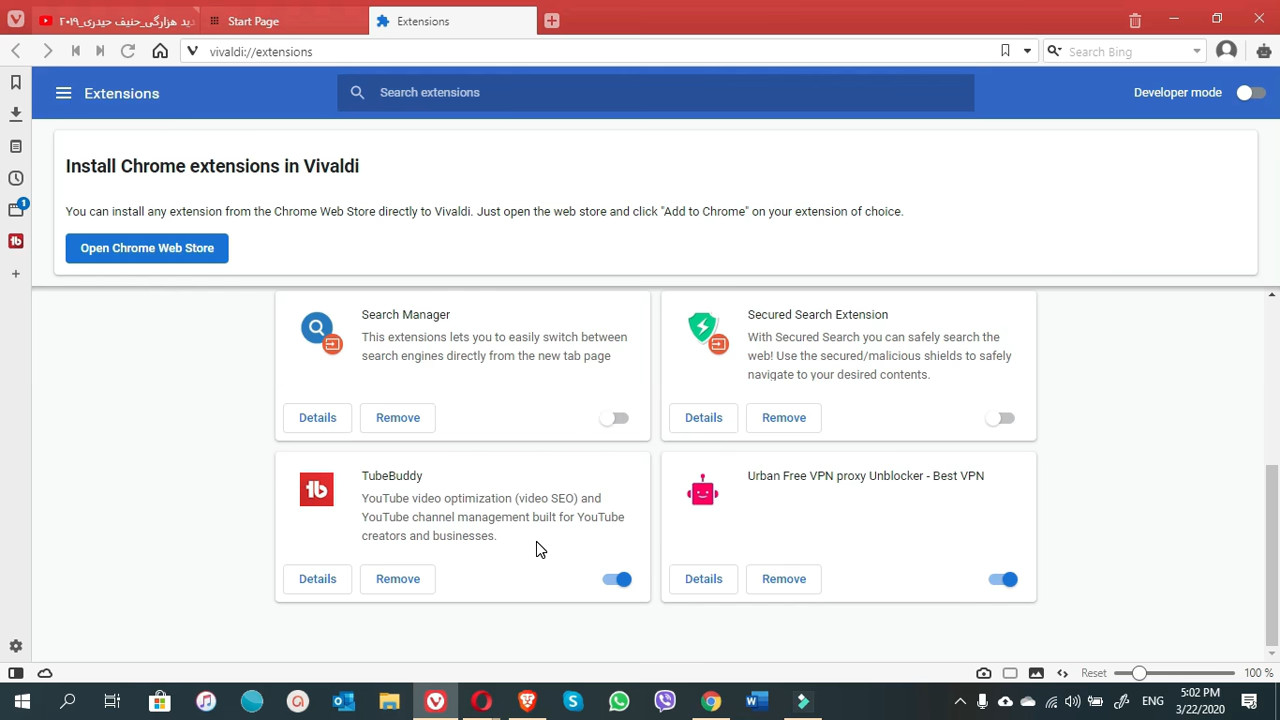 دید هزارگی_حنیف حیدری_۲۰۱۹
Start Page
Extensions
vivaldi://extensions
Search Bing
Extensions
Search extensions
Developer mode
Install Chrome extensions in Vivaldi
You can install any extension from the Chrome Web Store directly to Vivaldi. Just open the web store and click "Add to Chrome" on your extension of choice.
1
Open Chrome Web Store
Search Manager
This extensions lets you to easily switch between
search engines directly from the new tab page
Details
Remove
Secured Search Extension
With Secured Search you can safely search the
web! Use the secured/malicious shields to safely
navigate to your desired contents.
Details
Remove
TubeBuddy
YouTube video optimization (video SEO) and
YouTube channel management built for YouTube
creators and businesses.
Details
Remove
Urban Free VPN proxy Unblocker - Best VPN
Details
Remove
Reset
100 %
ENG
5:02 PM
3/22/2020